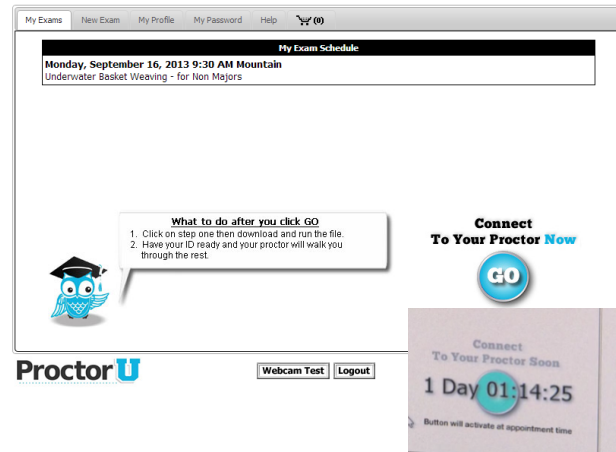 My Exams New Exam My Profile My Password Help (0)
My Exam Schedule
Monday, September 16, 2013 9:30 AM Mountain
Underwater Basket Weaving - for Non Majors
What to do after you click GO
1. Click on step one then download and run the file.
2. Have your ID ready and your proctor will walk you
through the rest.
Connect
To Your Proctor Now
GO
ProctorU
Webcam Test Logout
Connect
To Your Proctor Soon
1 Day 01:14:25
Button will activate at appointment time